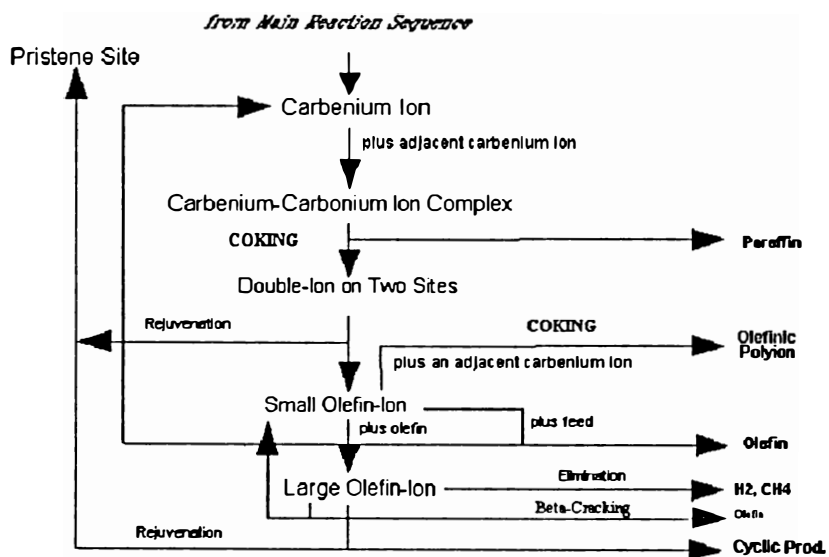 from Main Reaction Sequence
Pristene Site
Carbenium Ion
plus adjacent carbenium ion
Carbenium-Carbonium Ion Complex
COKING
Paraffin
Double-Ion on Two Sites
Rejuvenation
COKING
Olefinic
Polyion
plus an adjacent carbenium ion
Small Olefin-Ion
plus olefin
plus feed
Olefin
Elimination
Large Olefin-Ion
H2, CH4
Beta-Cracking
Olefin
Rejuvenation
Cyclic Prod.